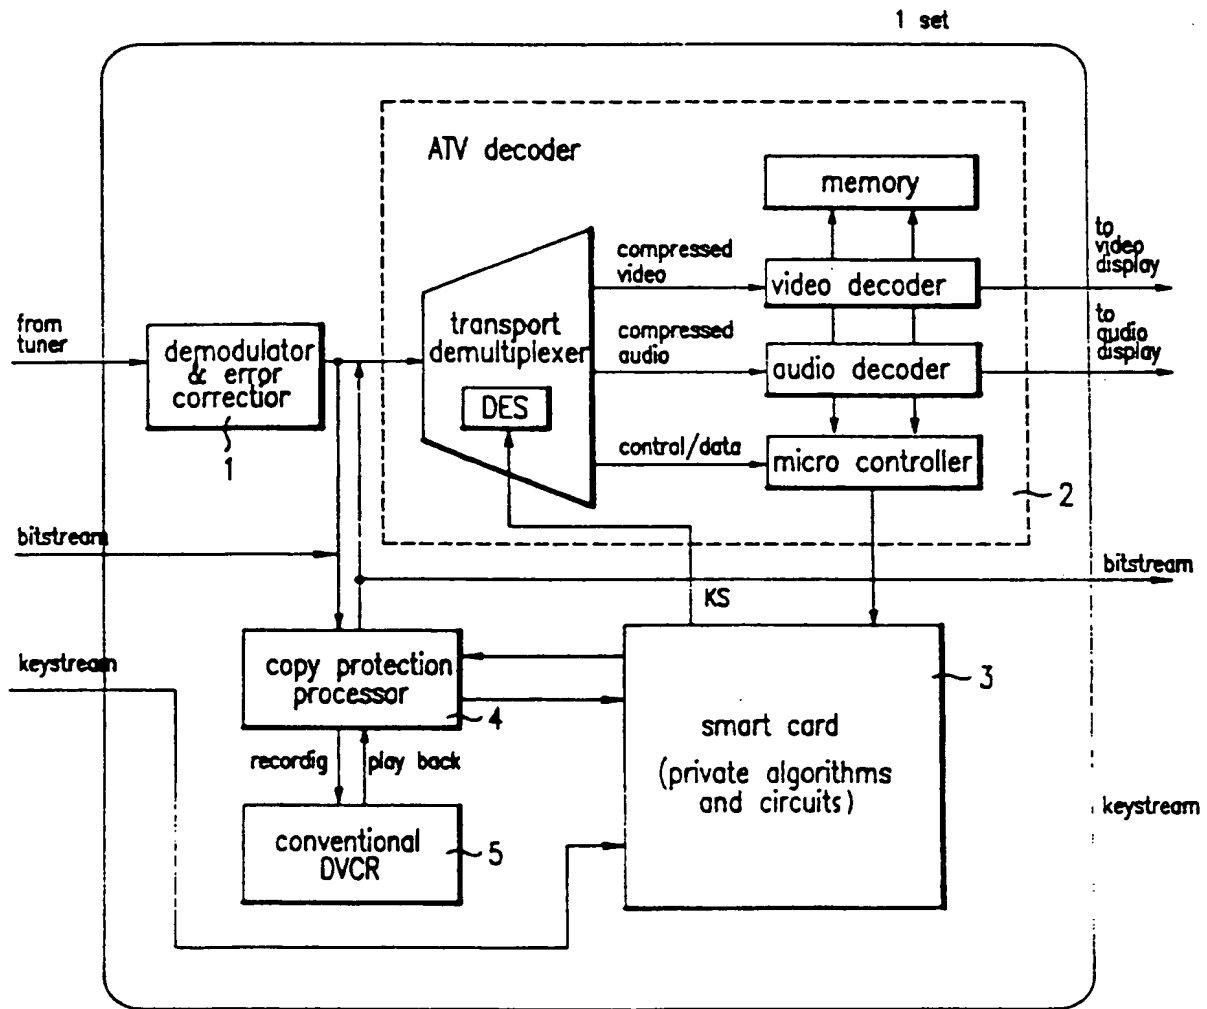 1 set
ATV decoder
memory
compressed
video
video decoder
to
video
display
from
tuner
demodulator
& error
correctior
1
transport
demultiplexer
DES
compressed
audio
audio decoder
to
audio
display
control/data
micro controller
2
bitstream
bitstream
KS
keystream
copy protection
processor
4
3
smart card
(private algorithms
and circuits)
recordig
play back
keystream
conventional
DVCR
5